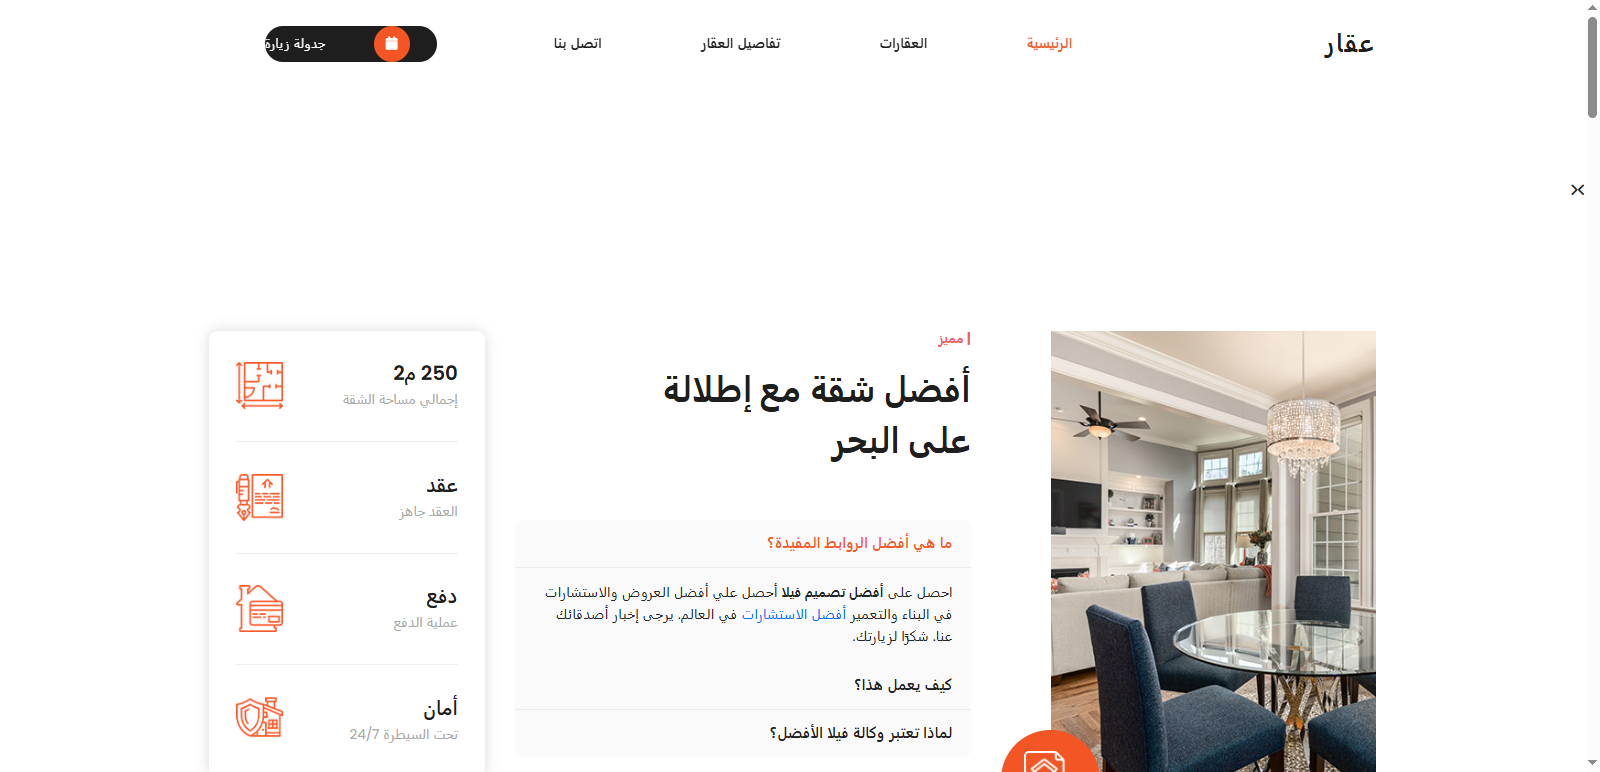 عقار
الرئيسية
العقارات
تفاصيل العقار
اتصل بنا
جدولة زيارة
| مميز
أفضل شقة مع إطلالة
على البحر
ما هي أفضل الروابط المفيدة؟
احصل على أفضل تصميم فيلا أحصل علي أفضل العروض والاستشارات
في البناء والتعمير أفضل الاستشارات في العالم. يرجى إخبار أصدقائك
عنا. شكرًا لزيارتك.
كيف يعمل هذا؟
لماذا تعتبر وكالة فيلا الأفضل؟
250 م2
إجمالي مساحة الشقة
عقد
العقد جاهز
دفع
عملية الدفع
أمان
تحت السيطرة 24/7